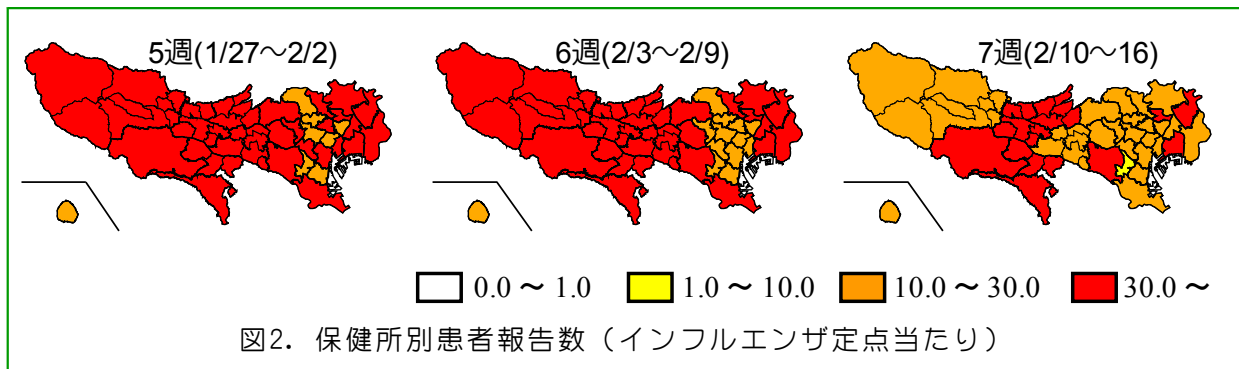 5週(1/27～2/2)
6週(2/3～2/9)
7週(2/10～16)
0.0 ～ 1.0
1.0 ～ 10.0
10.0 ～ 30.0
30.0 ～
図2. 保健所別患者報告数（インフルエンザ定点当たり）